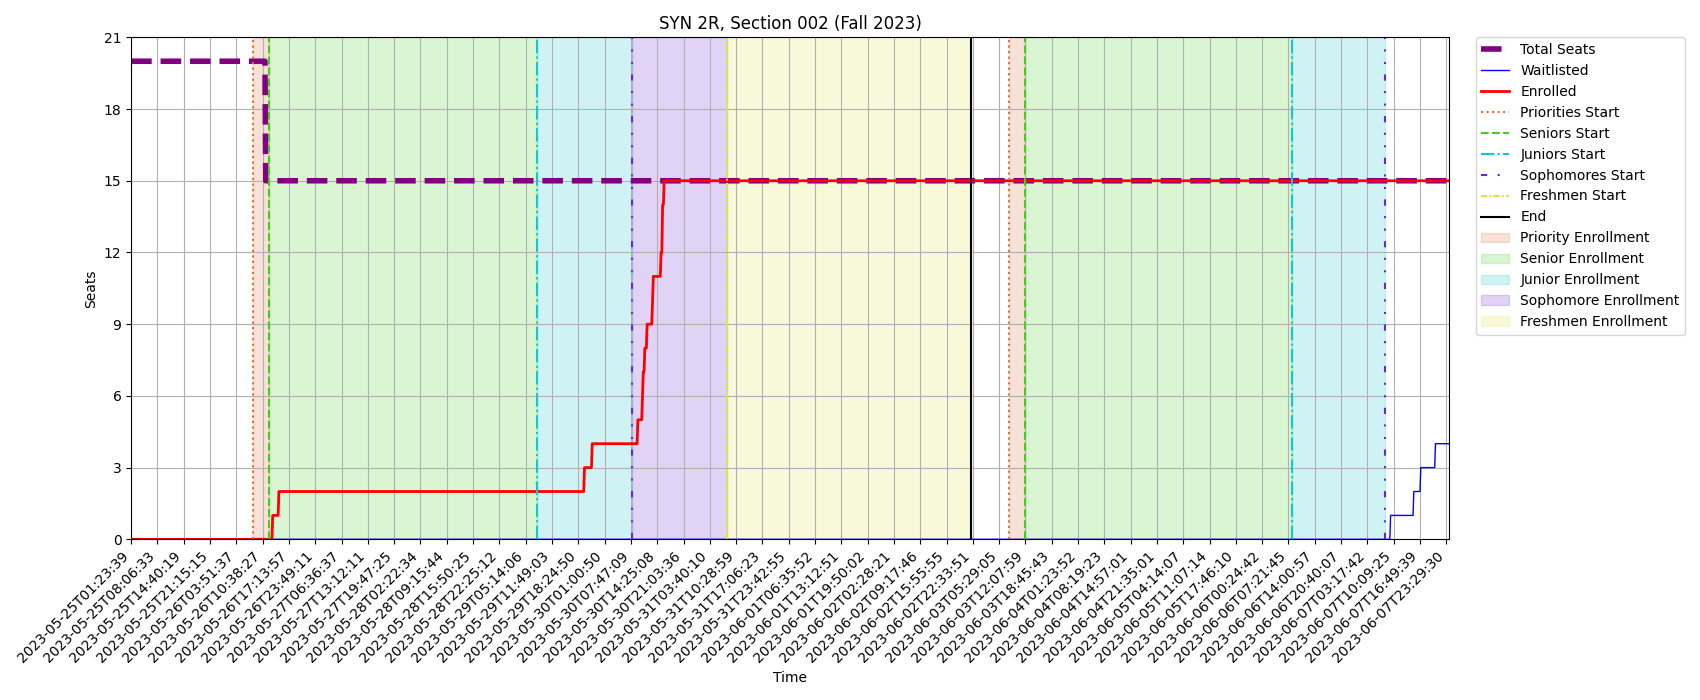 SYN 2R, Section 002 (Fall 2023)
21
18
15
12
9
6
3
0
Seats
2023-05-25T01:23:39
2023-05-25T08:06:33
2023-05-25T14:40:19
2023-05-25T21:15:15
2023-05-26T03:51:37
2023-05-26T10:38:27
2023-05-26T17:13:57
2023-05-26T23:49:11
2023-05-27T06:36:37
2023-05-27T13:12:11
2023-05-27T19:47:25
2023-05-28T02:22:34
2023-05-28T09:15:44
2023-05-28T15:50:25
2023-05-28T22:25:12
2023-05-29T05:14:06
2023-05-29T11:49:03
2023-05-29T18:24:50
2023-05-30T01:00:50
2023-05-30T07:47:09
2023-05-30T14:25:08
2023-05-30T21:03:36
2023-05-31T03:40:10
2023-05-31T10:28:59
2023-05-31T17:06:23
2023-05-31T23:42:55
2023-06-01T06:35:52
2023-06-01T13:12:51
2023-06-01T19:50:02
2023-06-02T02:28:21
2023-06-02T09:17:46
2023-06-02T15:55:55
2023-06-02T22:33:51
2023-06-03T05:29:05
2023-06-03T12:07:59
2023-06-03T18:45:43
2023-06-04T01:23:52
2023-06-04T08:19:23
2023-06-04T14:57:01
2023-06-04T21:35:01
2023-06-05T04:14:07
2023-06-05T11:07:14
2023-06-05T17:46:10
2023-06-06T00:24:42
2023-06-06T07:21:45
2023-06-06T14:00:57
2023-06-06T20:40:07
2023-06-07T03:17:42
2023-06-07T10:09:25
2023-06-07T16:49:39
2023-06-07T23:29:30
Time
Total Seats
Waitlisted
Enrolled
Priorities Start
Seniors Start
Juniors Start
Sophomores Start
Freshmen Start
End
Priority Enrollment
Senior Enrollment
Junior Enrollment
Sophomore Enrollment
Freshmen Enrollment